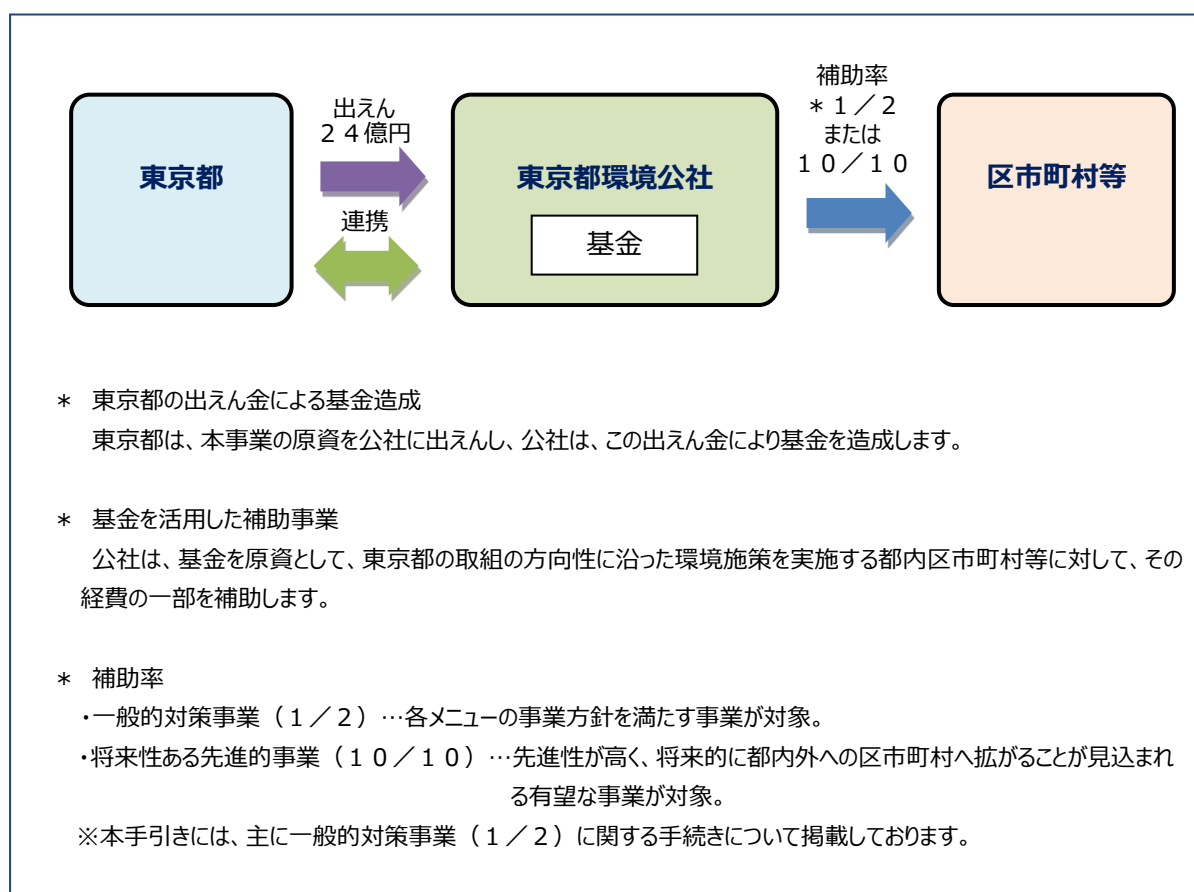 東京都
出えん
２４億円
連携
東京都環境公社
基金
補助率
＊１／２
または
１０／１０
区市町村等
＊　東京都の出えん金による基金造成
東京都は、本事業の原資を公社に出えんし、公社は、この出えん金により基金を造成します。
＊　基金を活用した補助事業
公社は、基金を原資として、東京都の取組の方向性に沿った環境施策を実施する都内区市町村等に対して、その
経費の一部を補助します。
＊　補助率
・一般的対策事業（１／２）…各メニューの事業方針を満たす事業が対象。
・将来性ある先進的事業（１０／１０）…先進性が高く、将来的に都内外への区市町村へ拡がることが見込まれ
る有望な事業が対象。
※本手引きには、主に一般的対策事業（１／２）に関する手続きについて掲載しております。